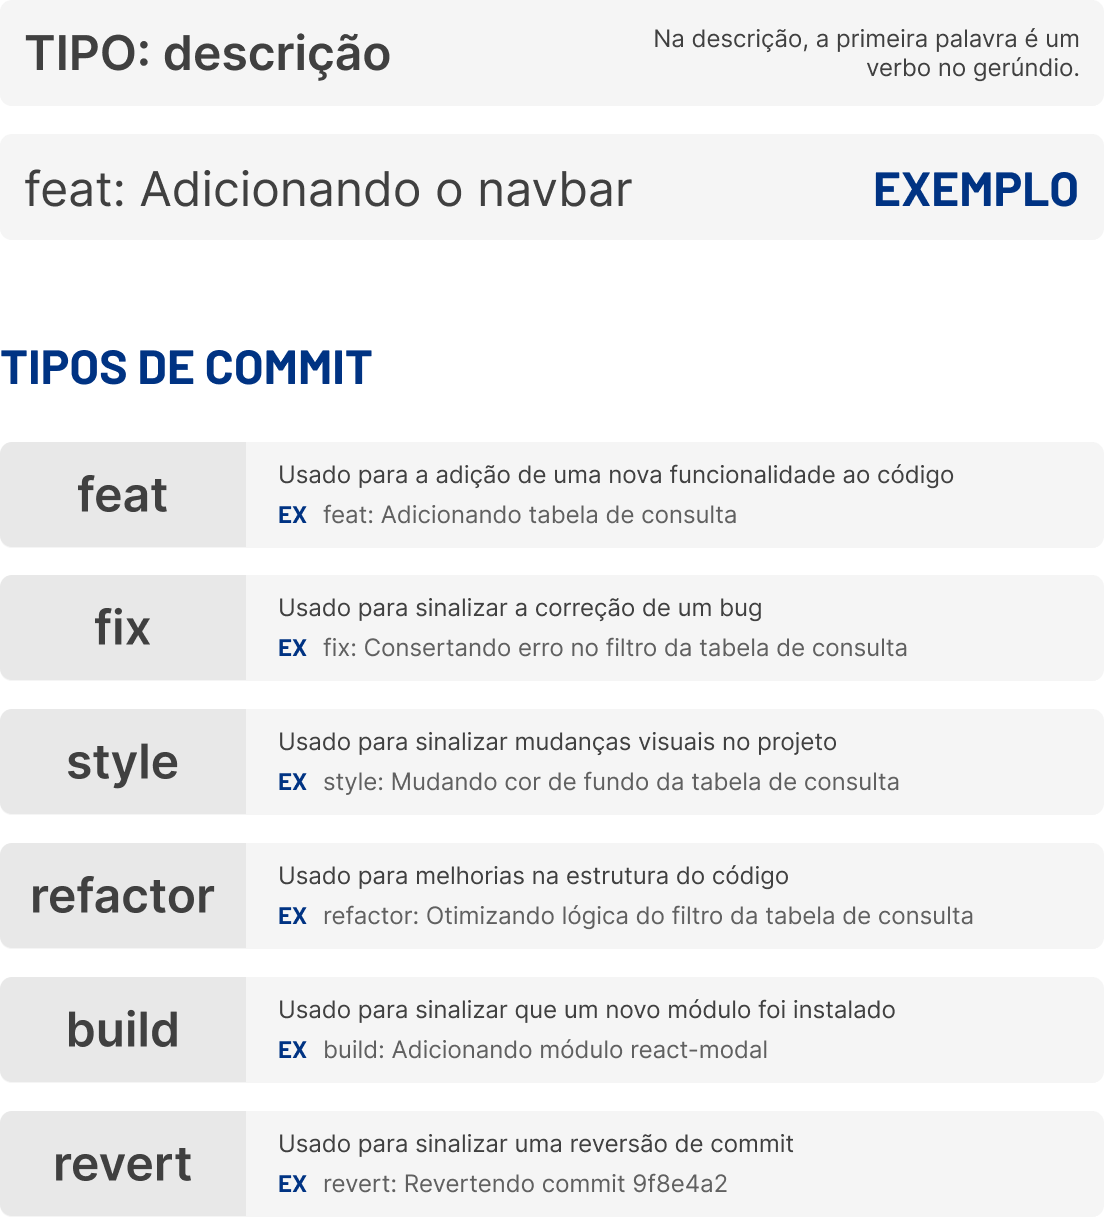 TIPO: descrição
Na descrição, a primeira palavra é um
verbo no gerúndio.
feat: Adicionando o navbar
EXEMPLO
TIPOS DE COMMIT
feat
Usado para a adição de uma nova funcionalidade ao código
EX feat: Adicionando tabela de consulta
fix
Usado para sinalizar a correção de um bug
EX fix: Consertando erro no filtro da tabela de consulta
style
Usado para sinalizar mudanças visuais no projeto
EX style: Mudando cor de fundo da tabela de consulta
refactor
Usado para melhorias na estrutura do código
EX refactor: Otimizando lógica do filtro da tabela de consulta
build
Usado para sinalizar que um novo módulo foi instalado
EX build: Adicionando módulo react-modal
revert
Usado para sinalizar uma reversão de commit
EX revert: Revertendo commit 9f8e4a2